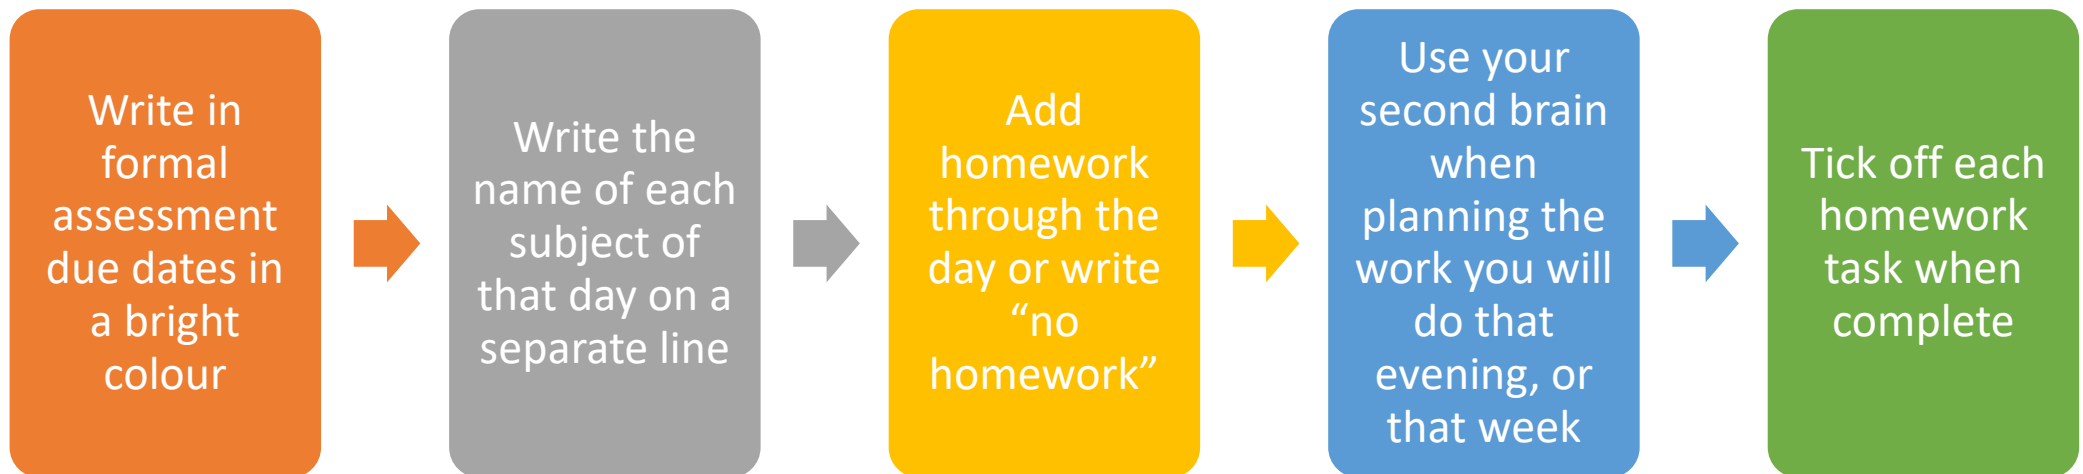 Write in
formal
assessment
due dates in
a bright
colour
Write the
name of each
subject of
that day on a
separate line
Add
homework
through the
day or write
“no
homework”
Use your
second brain
when
planning the
work you will
do that
evening, or
that week
Tick off each
homework
task when
complete